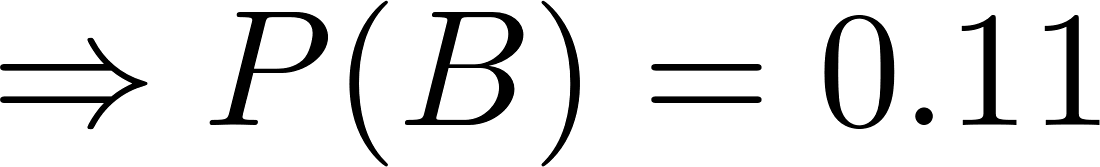 ⇒ P(B) = 0.11